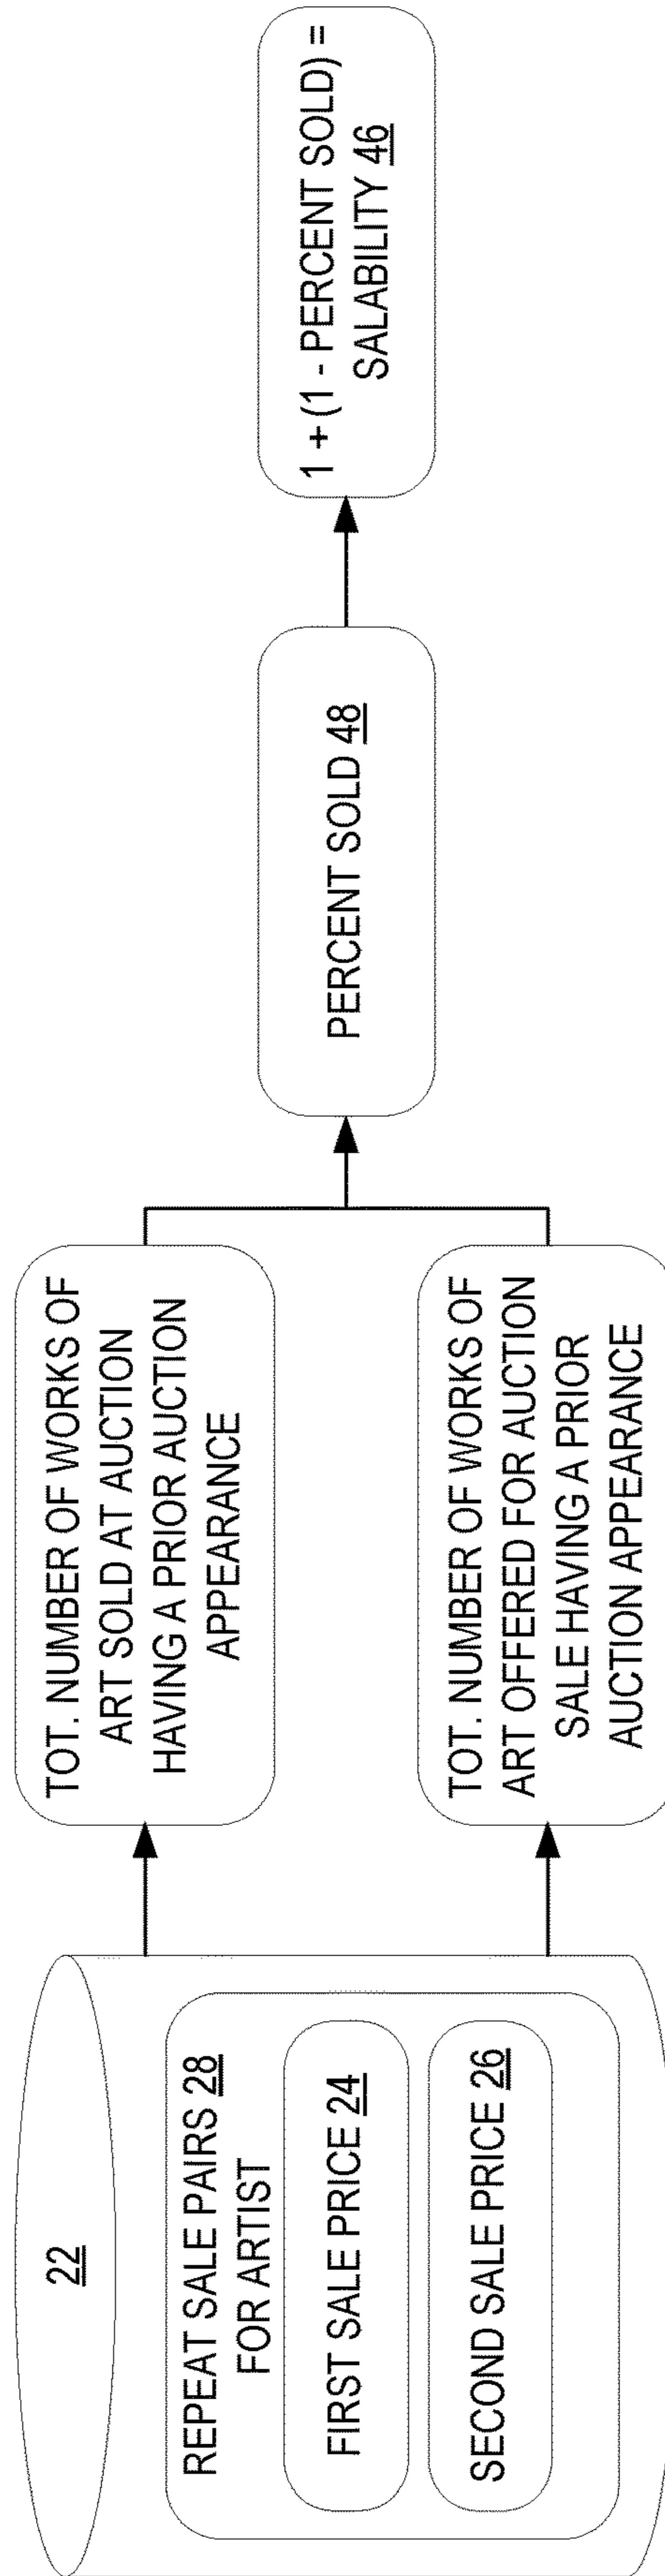 22
REPEAT SALE PAIRS 28
FOR ARTIST
FIRST SALE PRICE 24
SECOND SALE PRICE 26
TOT. NUMBER OF WORKS OF
ART SOLD AT AUCTION
HAVING A PRIOR AUCTION
APPEARANCE
TOT. NUMBER OF WORKS OF
ART OFFERED FOR AUCTION
SALE HAVING A PRIOR
AUCTION APPEARANCE
PERCENT SOLD 48
1 + (1 - PERCENT SOLD) =
SALABILITY 46